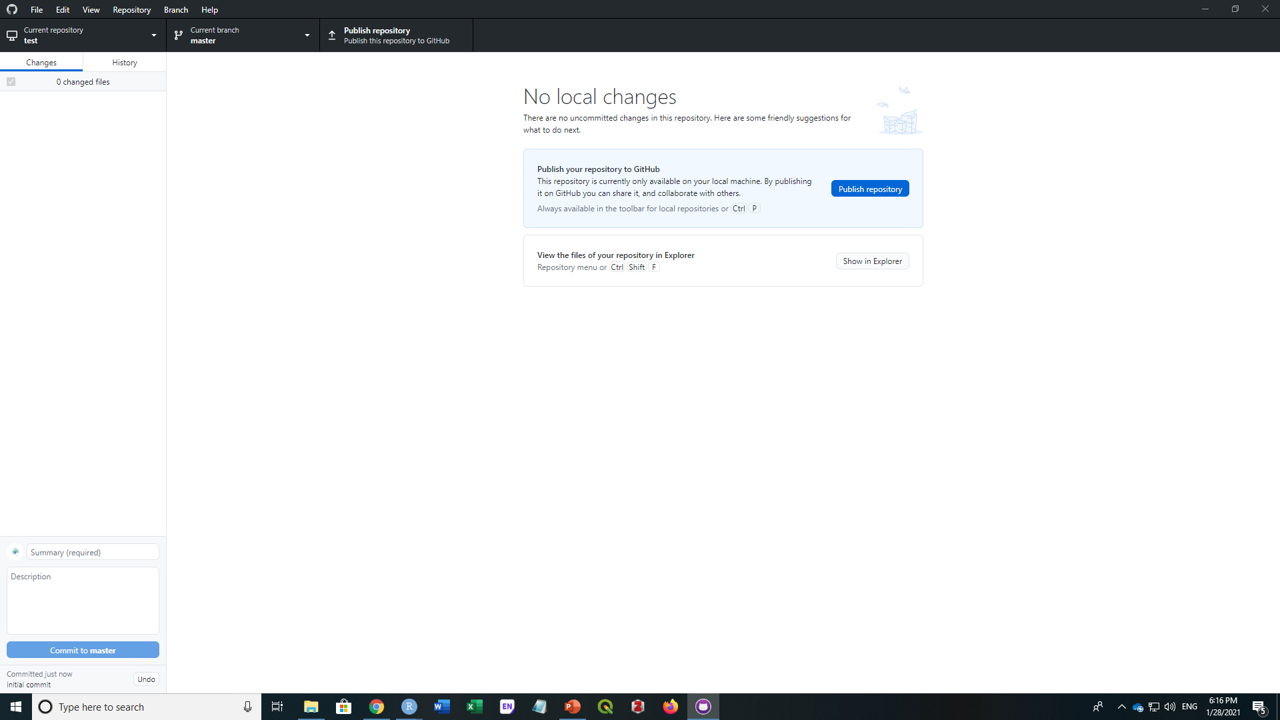 File Edit View Repository Branch Help
Current repository
test
Current branch
master
Publish repository
Publish this repository to GitHub
Changes History
0 changed files
No local changes
There are no uncommitted changes in this repository. Here are some friendly suggestions for
what to do next.
Publish your repository to GitHub
This repository is currently only available on your local machine. By publishing
it on GitHub you can share it, and collaborate with others.
Always available in the toolbar for local repositories or Ctrl P
Publish repository
View the files of your repository in Explorer
Repository menu or Ctrl Shift F
Show in Explorer
Summary (required)
Description
Commit to master
Committed just now
initial commit
Undo
Type here to search
ENG
6:16 PM
1/28/2021
5